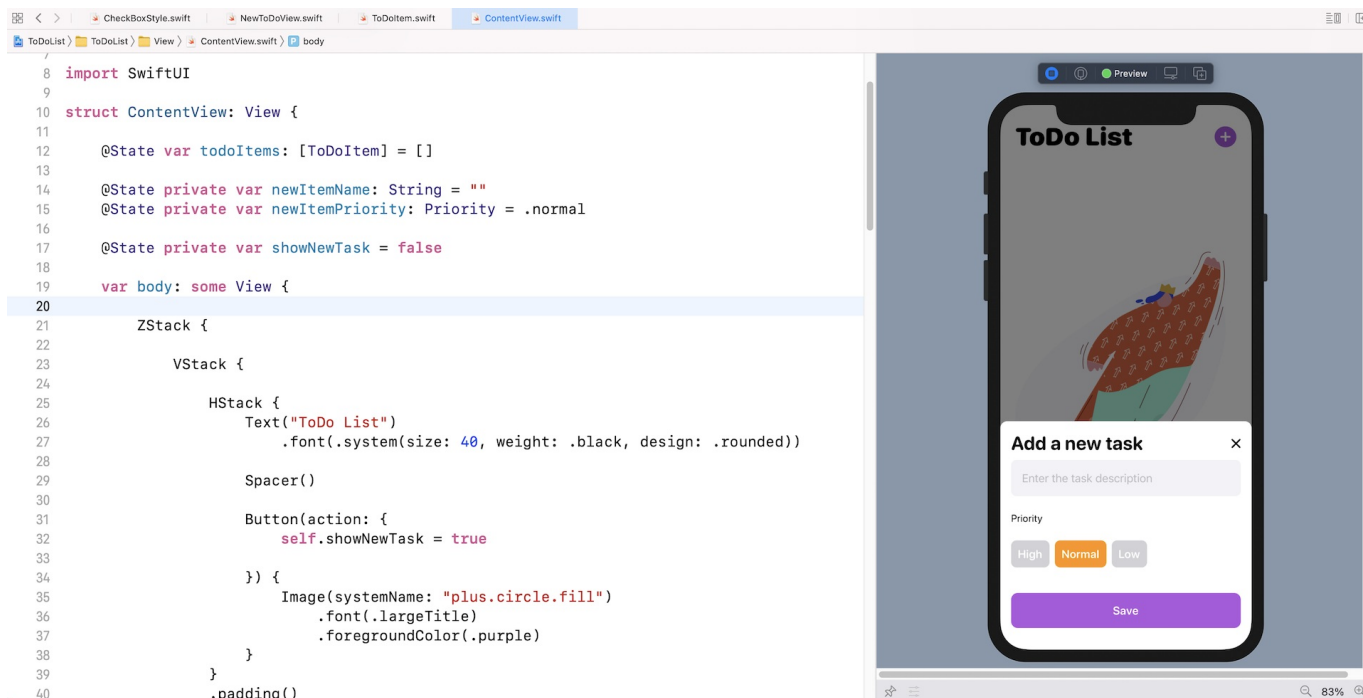 CheckBoxStyle.swift NewToDoView.swift ToDoItem.swift ContentView.swift
ToDoList ToDoList View ContentView.swift body
7
8 import SwiftUI
9
10 struct ContentView: View {
11
12 @State var todoItems: [ToDoItem] = []
13
14 @State private var newItemName: String = ""
15 @State private var newItemPriority: Priority = .normal
16
17 @State private var showNewTask = false
18
19 var body: some View {
20
21 ZStack {
22
23 VStack {
24
25 HStack {
26 Text("ToDo List")
27 .font(.system(size: 40, weight: .black, design: .rounded))
28
29 Spacer()
30
31 Button(action: {
32 self.showNewTask = true
33
34 }) {
35 Image(systemName: "plus.circle.fill")
36 .font(.largeTitle)
37 .foregroundColor(.purple)
38 }
39 }
40 .padding()
Preview
ToDo List
Add a new task
Enter the task description
Priority
High Normal Low
Save
83%